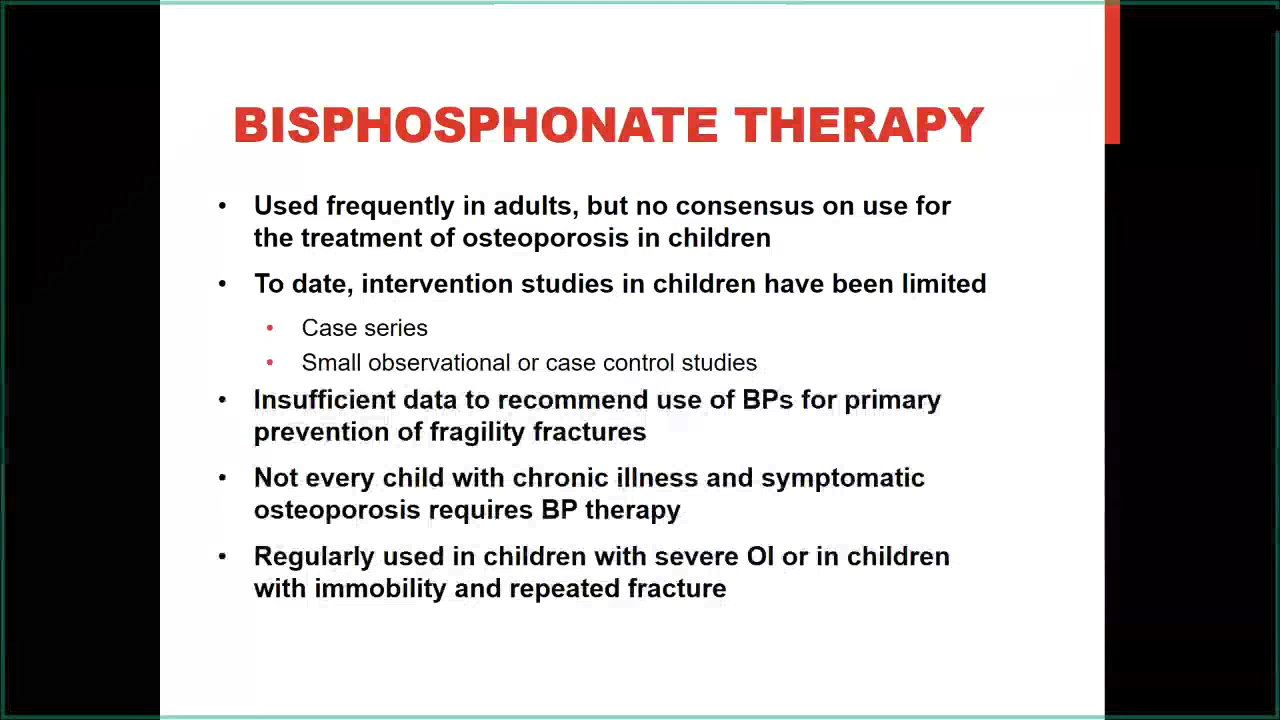 BISPHOSPHONATE THERAPY
• Used frequently in adults, but no consensus on use for
the treatment of osteoporosis in children
• To date, intervention studies in children have been limited
• Case series
• Small observational or case control studies
• Insufficient data to recommend use of BPs for primary
prevention of fragility fractures
• Not every child with chronic illness and symptomatic
osteoporosis requires BP therapy
• Regularly used in children with severe OI or in children
with immobility and repeated fracture